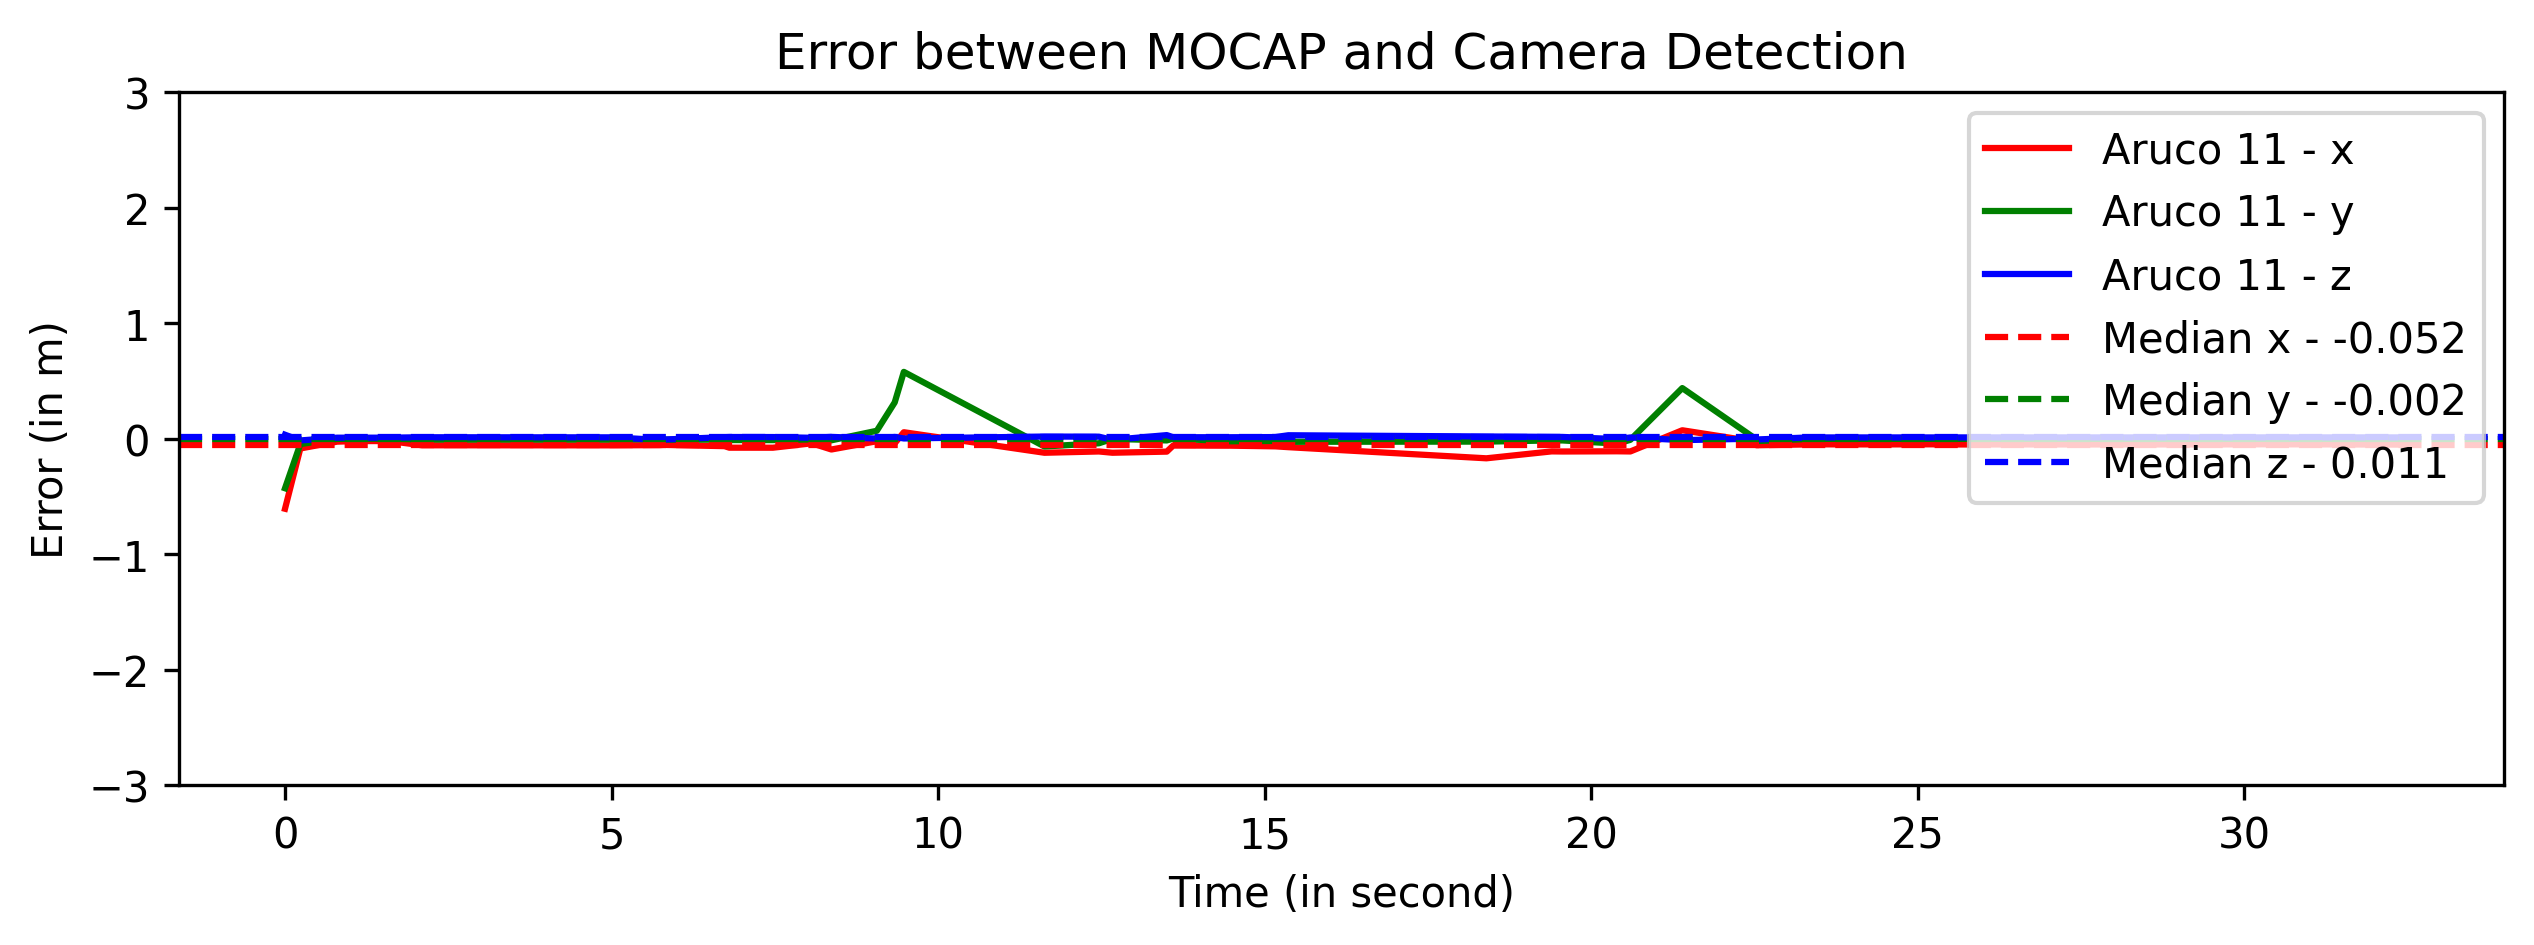 Error between MOCAP and Camera Detection
3
2
1
0
−1
−2
−3
Error (in m)
Aruco 11 - x
Aruco 11 - y
Aruco 11 - z
Median x - -0.052
Median y - -0.002
Median z - 0.011
0 5 10 15 20 25 30
Time (in second)